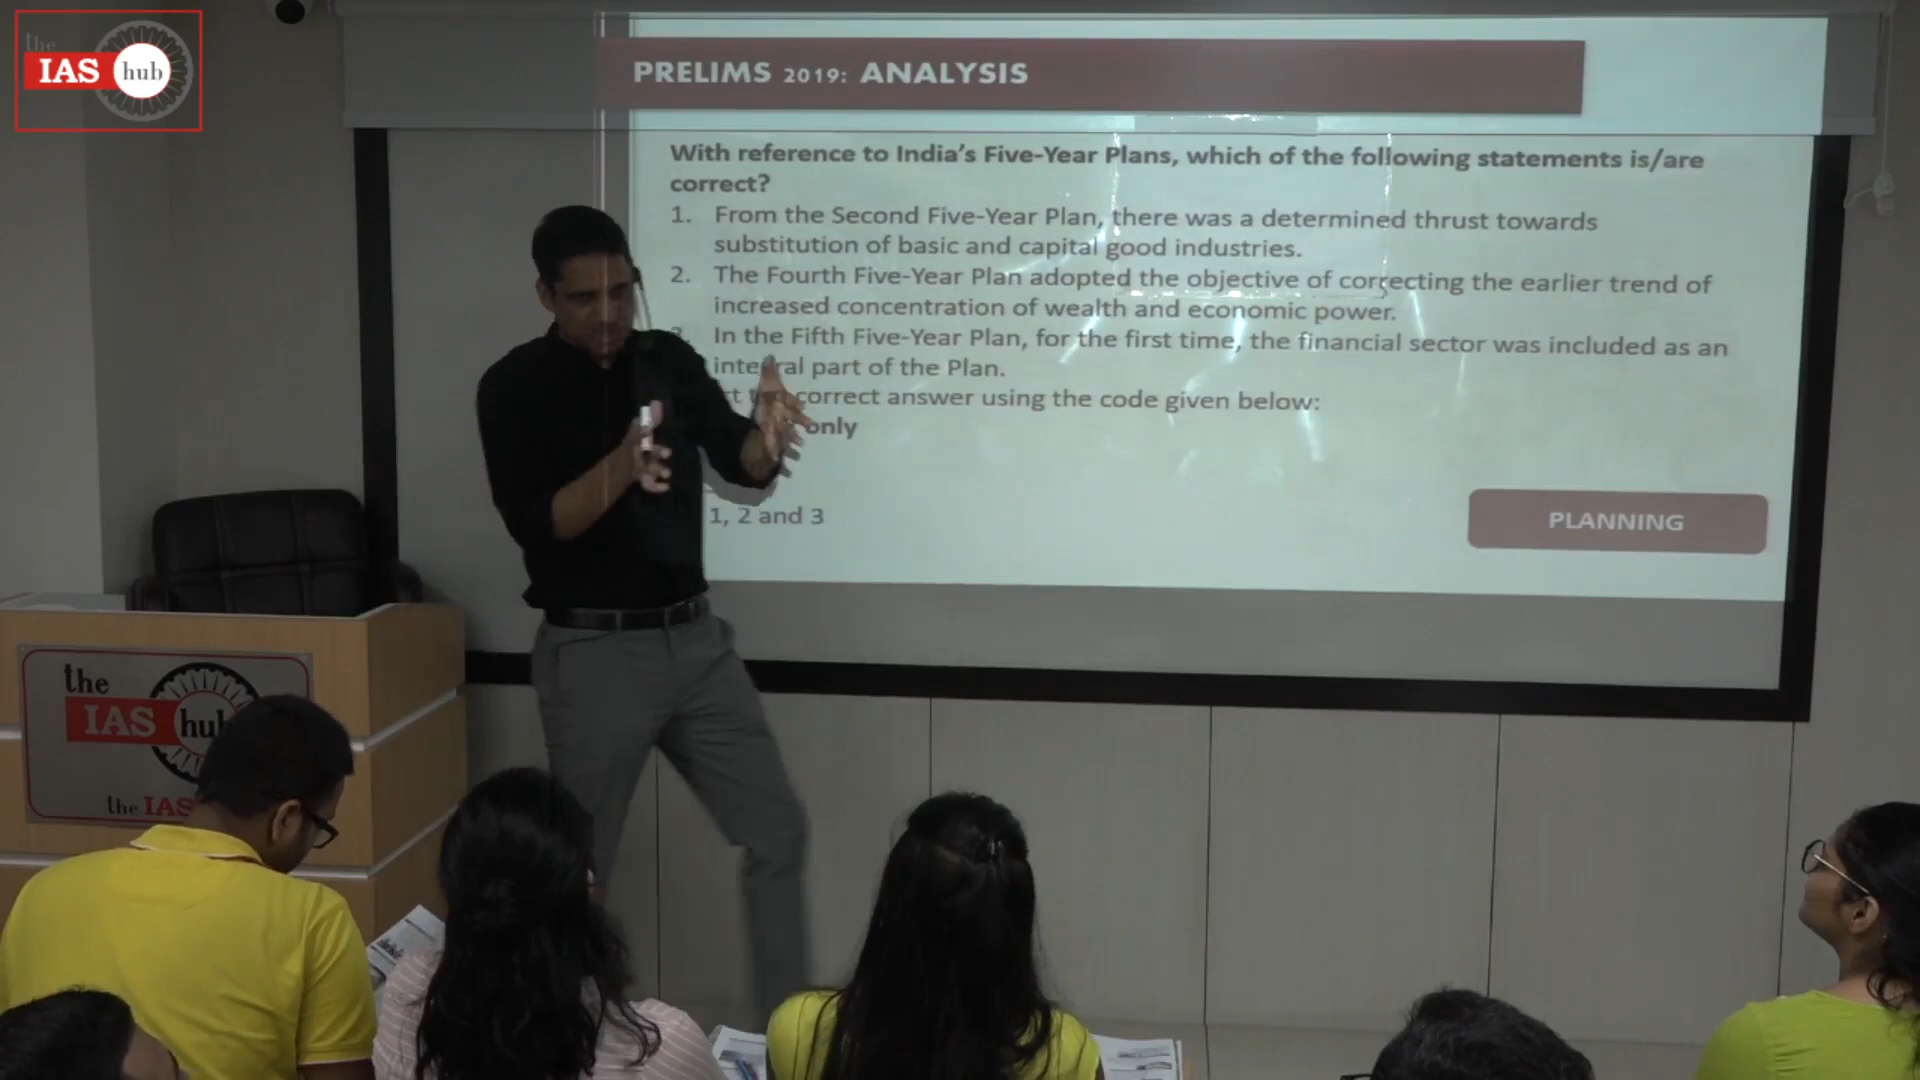 the
IAS hub
PRELIMS 2019: ANALYSIS
With reference to India's Five-Year Plans, which of the following statements is/are
correct?
1. From the Second Five-Year Plan, there was a determined thrust towards
substitution of basic and capital good industries.
2. The Fourth Five-Year Plan adopted the objective of correcting the earlier trend of
increased concentration of wealth and economic power.
In the Fifth Five-Year Plan, for the first time, the financial sector was included as an
integral part of the Plan.
correct answer using the code given below:
only
1, 2 and 3
PLANNING
the
IAS hub
the IAS